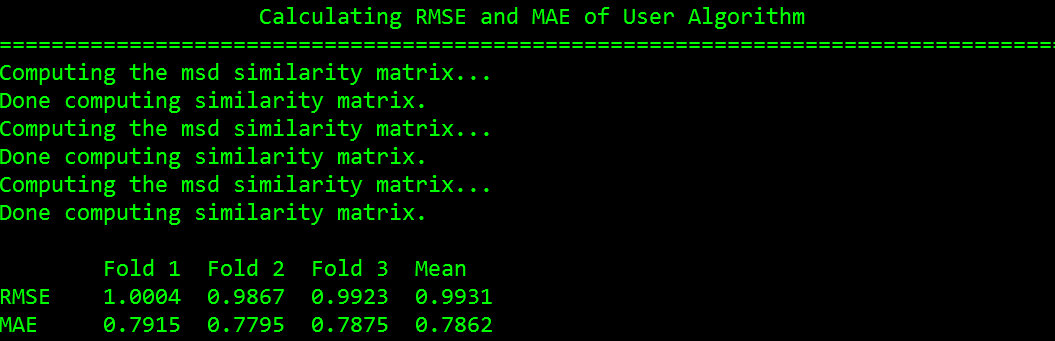 Calculating RMSE and MAE of User Algorithm
=================================================================================
Computing the msd similarity matrix...
Done computing similarity matrix.
Computing the msd similarity matrix...
Done computing similarity matrix.
Computing the msd similarity matrix...
Done computing similarity matrix.
Fold 1 Fold 2 Fold 3 Mean
RMSE 1.0004 0.9867 0.9923 0.9931
MAE 0.7915 0.7795 0.7875 0.7862